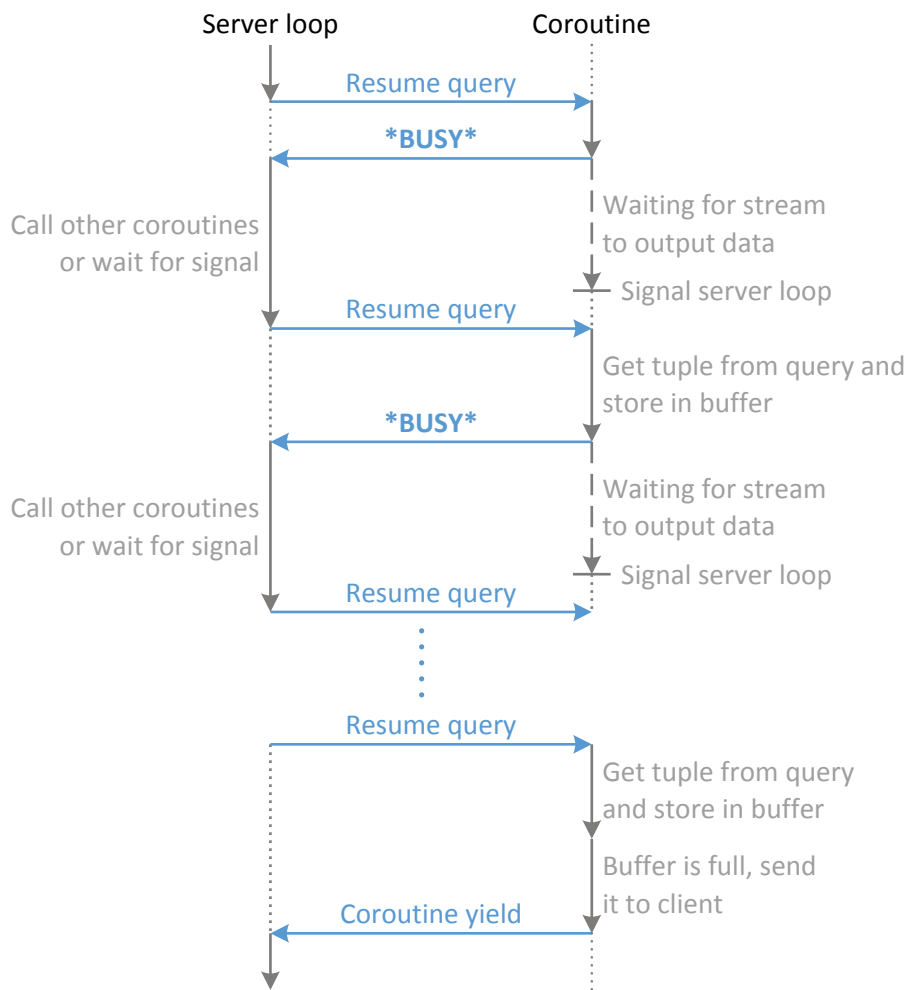 Server loop
Coroutine
Resume query
*BUSY*
Call other coroutines
or wait for signal
Waiting for stream
to output data
Signal server loop
Resume query
Get tuple from query and
store in buffer
*BUSY*
Call other coroutines
or wait for signal
Waiting for stream
to output data
Signal server loop
Resume query
Resume query
Get tuple from query
and store in buffer
Buffer is full, send
it to client
Coroutine yield